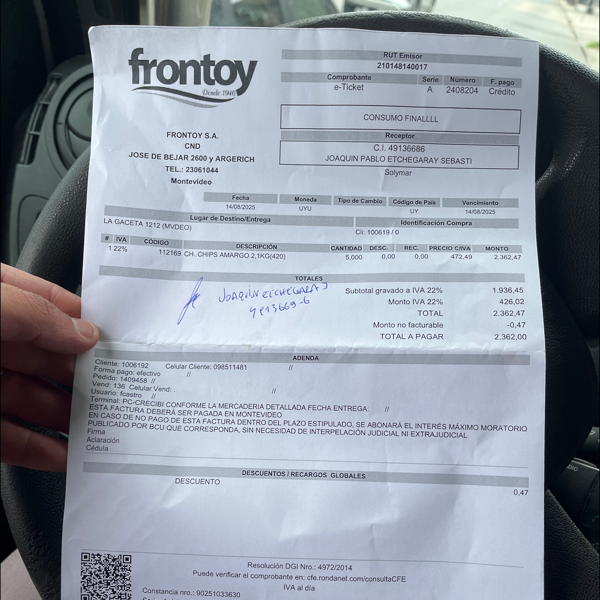 frontoy
Desde 1946
RUT Emisor
210148140017
Comprobante Serie Número F. pago
e-Ticket A 2408204 Crédito
CONSUMO FINALLLL
Receptor
C.I. 49136686
JOAQUIN PABLO ETCHEGARAY SEBASTI
Solymar
FRONTOY S.A.
CND
JOSE DE BEJAR 2600 y ARGERICH
TEL.: 23061044
Montevideo
Fecha Moneda Tipo de Cambio Código de País Vencimiento
14/08/2025 UYU UY 14/08/2025
Lugar de Destino/Entrega Identificación Compra
LA GACETA 1212 (MVDEO) Cli: 100619 / 0
# IVA CÓDIGO DESCRIPCIÓN CANTIDAD DESC. REC. PRECIO C/IVA MONTO
1 22% 112169 CH..CHIPS AMARGO 2,1KG(420) 5,000 0,00 0,00 472,49 2.362,47
TOTALES
Subtotal gravado a IVA 22% 1.936,45
Monto IVA 22% 426,02
TOTAL 2.362,47
Monto no facturable -0,47
TOTAL A PAGAR 2.362,00
JOAQUIN ETCHEGARAY
4913669-6
ADENDA
Cliente: 1006192 Celular Cliente: 098511481 //
Forma pago: efectivo //
Pedido: 1409458 //
Vend: 136 Celular Vend: . //
Usuario: fcastro //
Terminal: PC-CRECIBI CONFORME LA MERCADERIA DETALLADA FECHA ENTREGA: //
ESTA FACTURA DEBERÁ SER PAGADA EN MONTEVIDEO
EN CASO DE NO PAGO DE ESTA FACTURA DENTRO DEL PLAZO ESTIPULADO, SE ABONARÁ EL INTERÉS MÁXIMO MORATORIO
PUBLICADO POR BCU QUE CORRESPONDA, SIN NECESIDAD DE INTERPELACIÓN JUDICIAL NI EXTRAJUDICIAL
Firma
Aclaración
Cédula
DESCUENTOS / RECARGOS GLOBALES
DESCUENTO 0,47
Resolución DGI Nro.: 4972/2014
Puede verificar el comprobante en: cfe.rondanet.com/consultaCFE
IVA al día
Constancia nro.: 90251033630